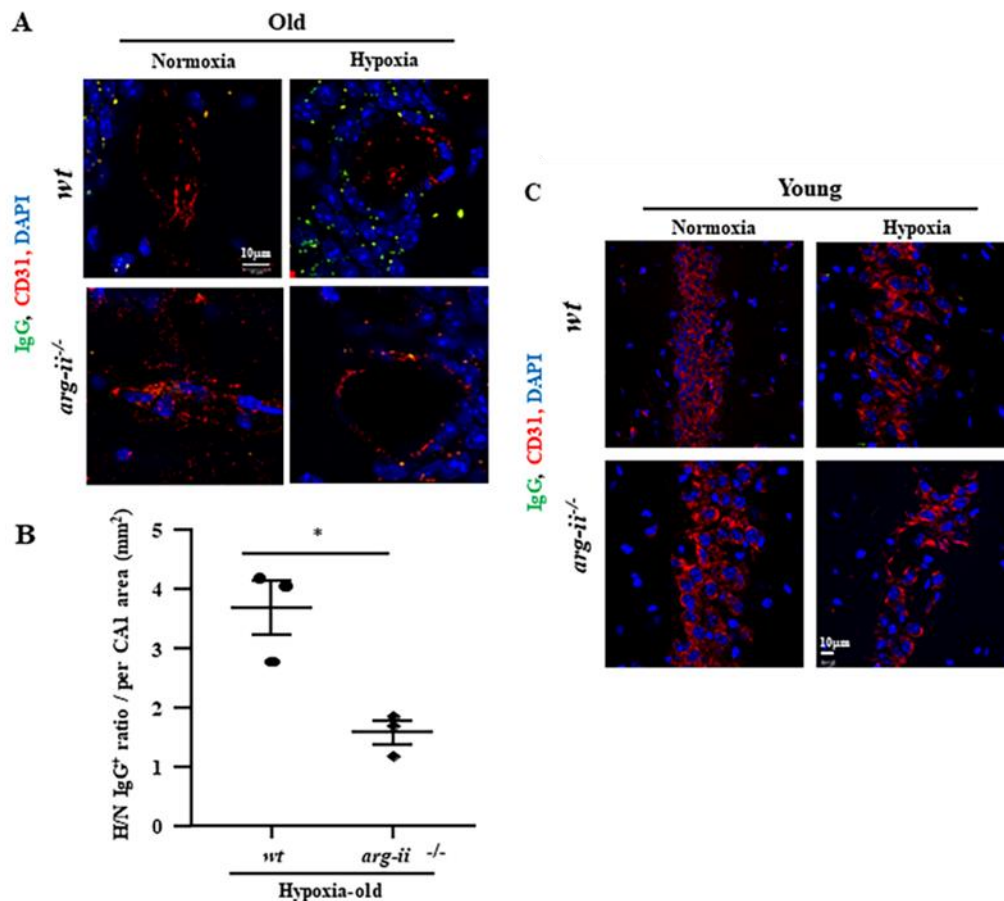 A
Old
Normoxia
Hypoxia
IgG, CD31, DAPI
wt
10μm
arg-ii-/-
B
H/N IgG+ ratio / per CA1 area (mm2)
5
4
3
2
1
0
*
wt
arg-ii -/-
Hypoxia-old
C
Young
Normoxia
Hypoxia
IgG, CD31, DAPI
wt
arg-ii-/-
10μm